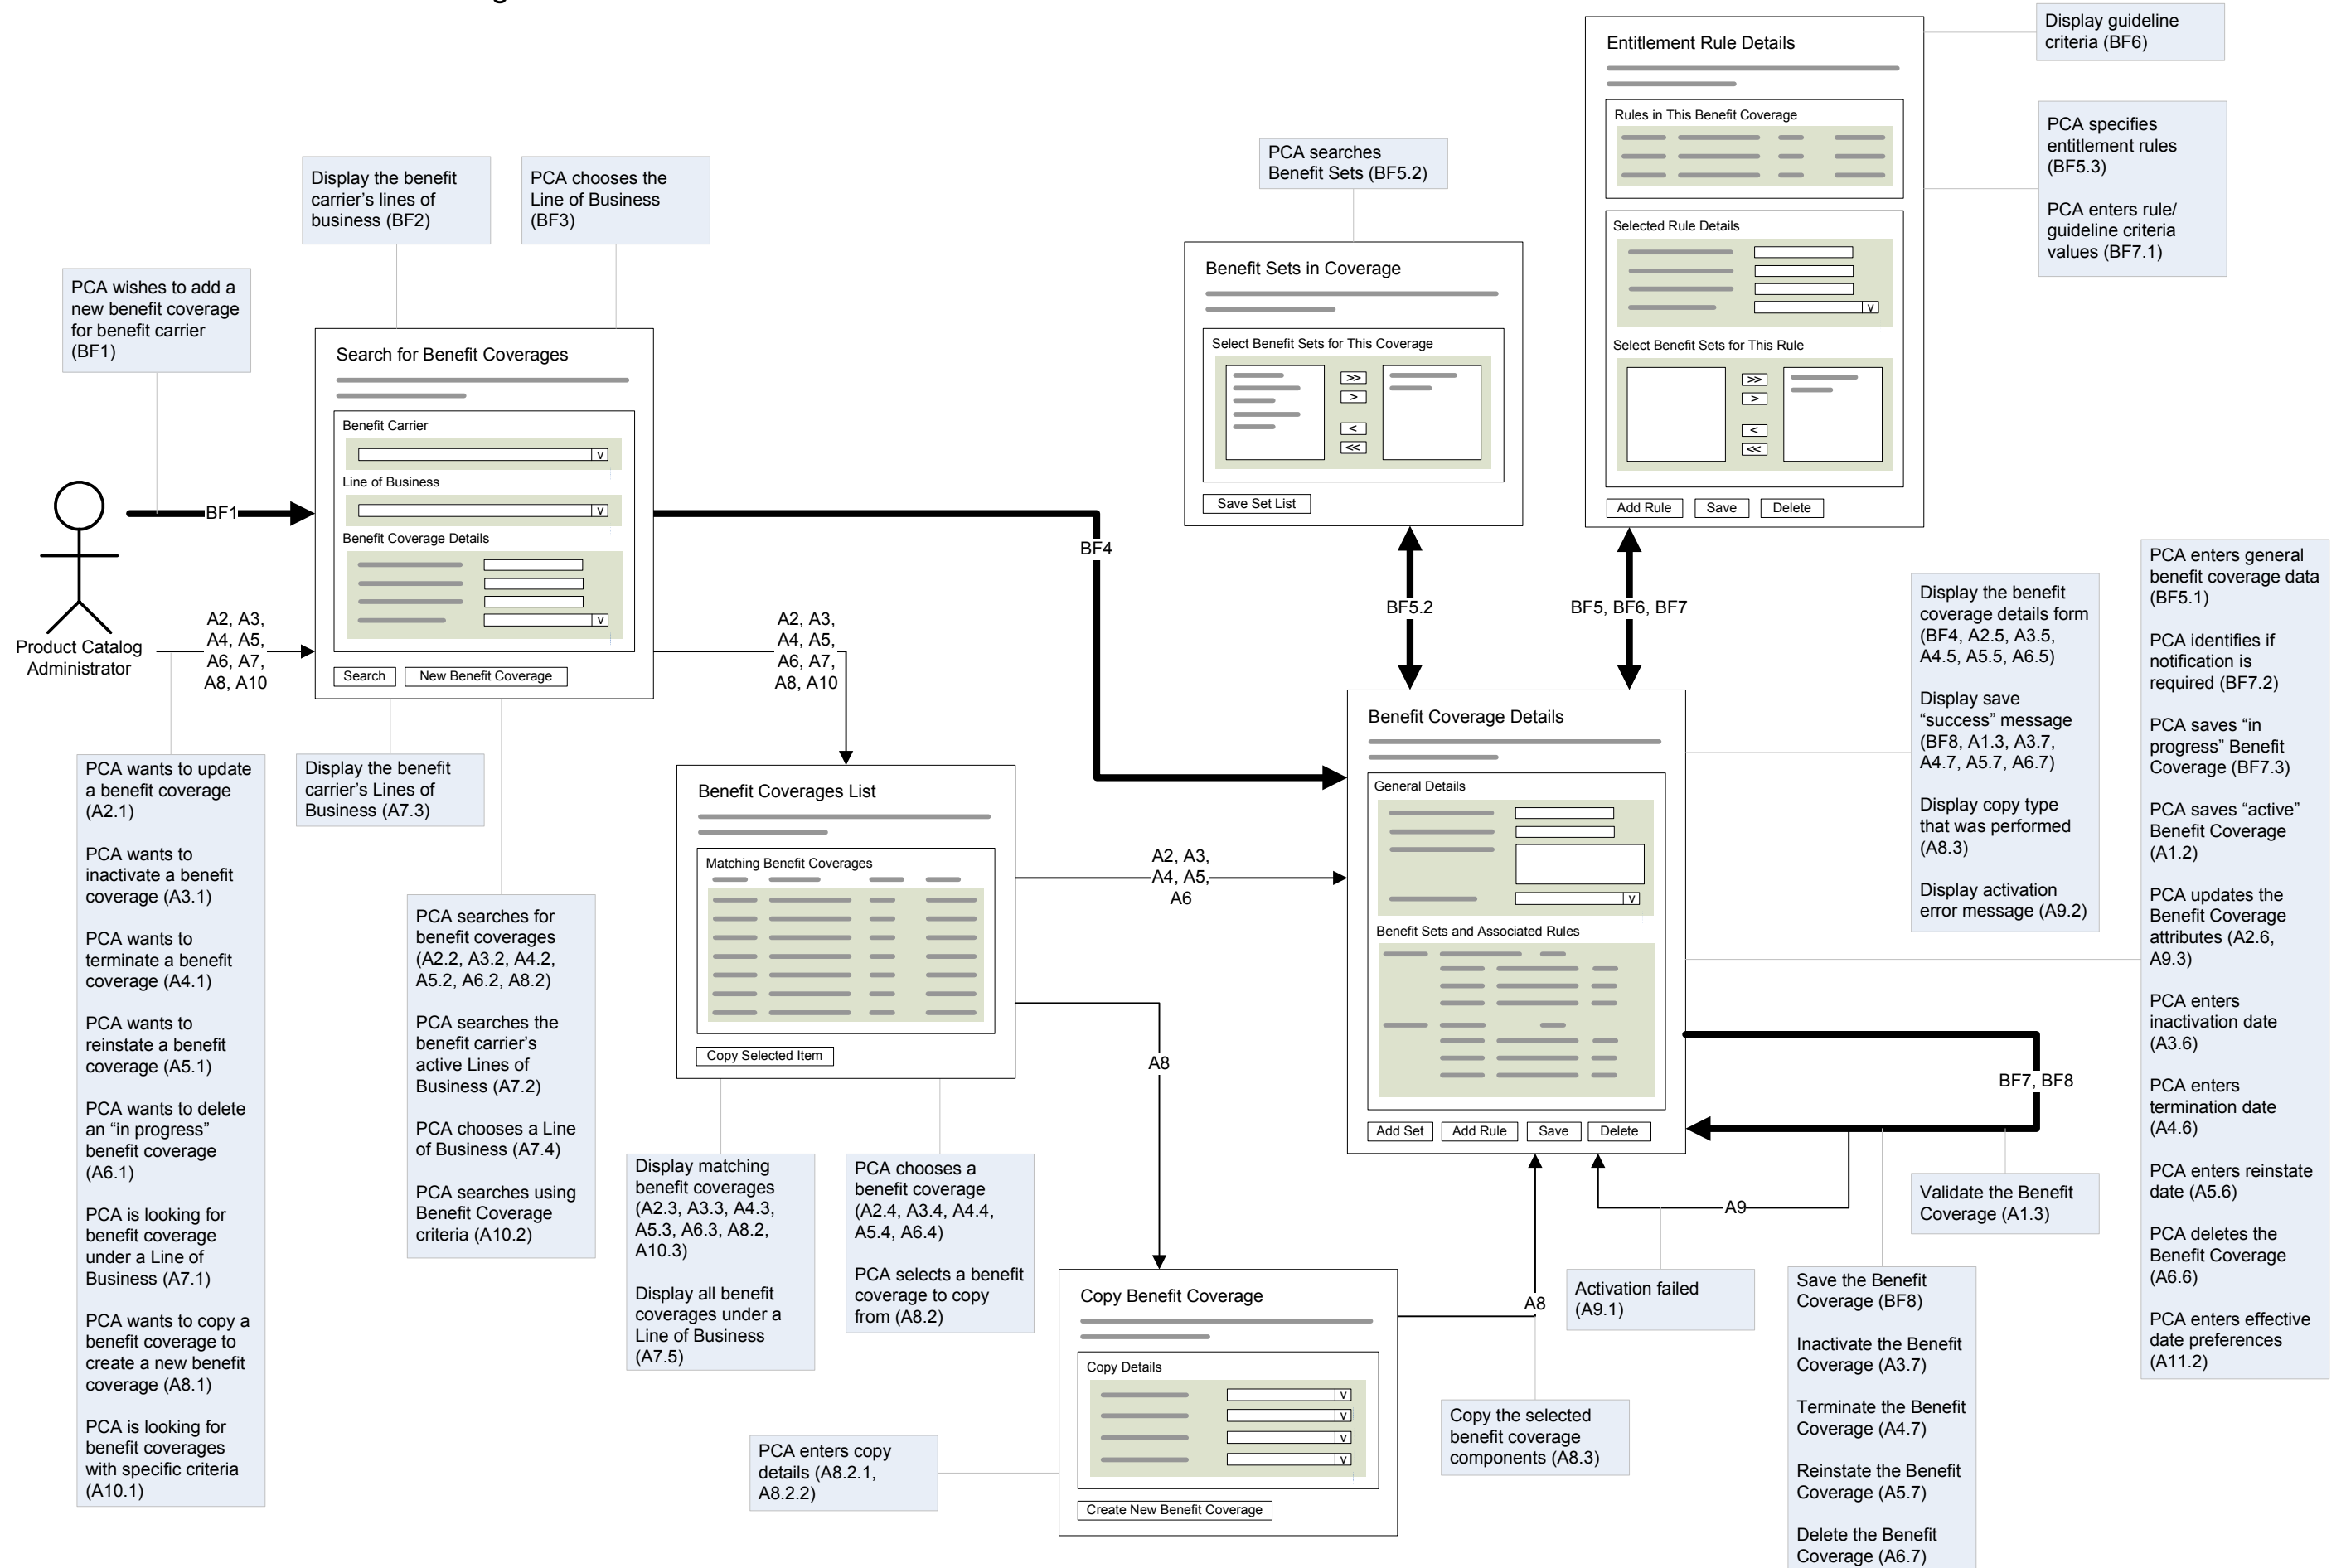 Display guideline
criteria (BF6)
Entitlement Rule Details
Rules in This Benefit Coverage
PCA specifies
entitlement rules
(BF5.3)
PCA enters rule/
guideline criteria
values (BF7.1)
Selected Rule Details
v
Select Benefit Sets for This Rule
>>
>
<
<<
Add Rule
Save
Delete
PCA searches
Benefit Sets (BF5.2)
Benefit Sets in Coverage
Select Benefit Sets for This Coverage
>>
>
<
<<
Save Set List
Display the benefit
carrier’s lines of
business (BF2)
PCA chooses the
Line of Business
(BF3)
PCA wishes to add a
new benefit coverage
for benefit carrier
(BF1)
Search for Benefit Coverages
Benefit Carrier
v
Line of Business
v
Benefit Coverage Details
v
Search
New Benefit Coverage
BF1
Product Catalog
Administrator
A2, A3,
A4, A5,
A6, A7,
A8, A10
A2, A3,
A4, A5,
A6, A7,
A8, A10
BF4
BF5.2
BF5, BF6, BF7
PCA wants to update
a benefit coverage
(A2.1)
PCA wants to
inactivate a benefit
coverage (A3.1)
PCA wants to
terminate a benefit
coverage (A4.1)
PCA wants to
reinstate a benefit
coverage (A5.1)
PCA wants to delete
an “in progress”
benefit coverage
(A6.1)
PCA is looking for
benefit coverage
under a Line of
Business (A7.1)
PCA wants to copy a
benefit coverage to
create a new benefit
coverage (A8.1)
PCA is looking for
benefit coverages
with specific criteria
(A10.1)
Display the benefit
carrier’s Lines of
Business (A7.3)
PCA searches for
benefit coverages
(A2.2, A3.2, A4.2,
A5.2, A6.2, A8.2)
PCA searches the
benefit carrier’s
active Lines of
Business (A7.2)
PCA chooses a Line
of Business (A7.4)
PCA searches using
Benefit Coverage
criteria (A10.2)
Benefit Coverages List
Matching Benefit Coverages
Copy Selected Item
A2, A3,
A4, A5,
A6
A8
Display matching
benefit coverages
(A2.3, A3.3, A4.3,
A5.3, A6.3, A8.2,
A10.3)
Display all benefit
coverages under a
Line of Business
(A7.5)
PCA chooses a
benefit coverage
(A2.4, A3.4, A4.4,
A5.4, A6.4)
PCA selects a benefit
coverage to copy
from (A8.2)
Benefit Coverage Details
General Details
v
Benefit Sets and Associated Rules
Add Set
Add Rule
Save
Delete
Display the benefit
coverage details form
(BF4, A2.5, A3.5,
A4.5, A5.5, A6.5)
Display save
“success” message
(BF8, A1.3, A3.7,
A4.7, A5.7, A6.7)
Display copy type
that was performed
(A8.3)
Display activation
error message (A9.2)
PCA enters general
benefit coverage data
(BF5.1)
PCA identifies if
notification is
required (BF7.2)
PCA saves “in
progress” Benefit
Coverage (BF7.3)
PCA saves “active”
Benefit Coverage
(A1.2)
PCA updates the
Benefit Coverage
attributes (A2.6,
A9.3)
PCA enters
inactivation date
(A3.6)
PCA enters
termination date
(A4.6)
PCA enters reinstate
date (A5.6)
PCA deletes the
Benefit Coverage
(A6.6)
PCA enters effective
date preferences
(A11.2)
BF7, BF8
A9
Validate the Benefit
Coverage (A1.3)
Activation failed
(A9.1)
Save the Benefit
Coverage (BF8)
Inactivate the Benefit
Coverage (A3.7)
Terminate the Benefit
Coverage (A4.7)
Reinstate the Benefit
Coverage (A5.7)
Delete the Benefit
Coverage (A6.7)
A8
Copy Benefit Coverage
Copy Details
v
v
v
v
Create New Benefit Coverage
PCA enters copy
details (A8.2.1,
A8.2.2)
Copy the selected
benefit coverage
components (A8.3)